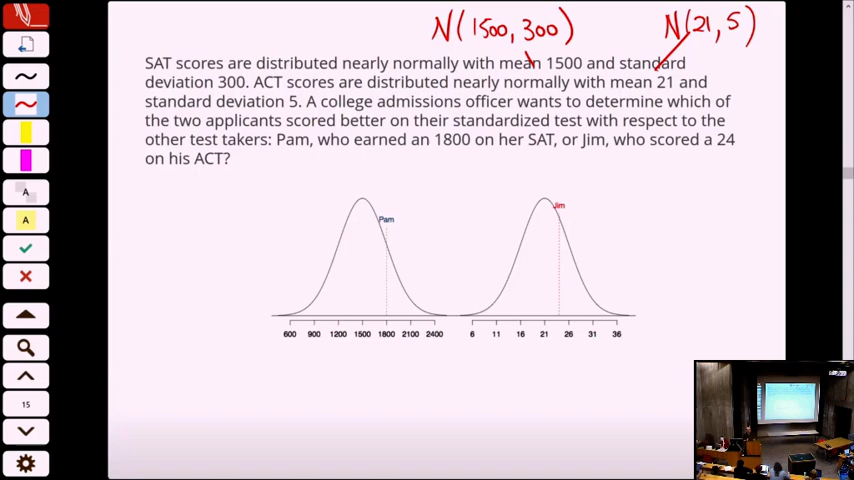 N(1500, 300) N(21, 5)
SAT scores are distributed nearly normally with mean 1500 and standard
deviation 300. ACT scores are distributed nearly normally with mean 21 and
standard deviation 5. A college admissions officer wants to determine which of
the two applicants scored better on their standardized test with respect to the
other test takers: Pam, who earned an 1800 on her SAT, or Jim, who scored a 24
on his ACT?
Pam Jim
600 900 1200 1500 1800 2100 2400 6 11 16 21 26 31 36
A
A
15